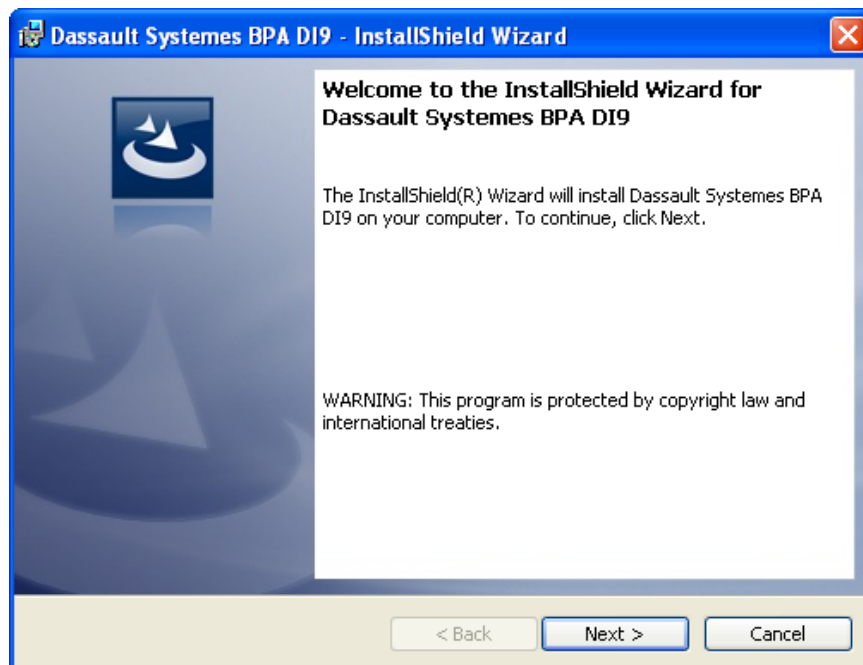 Dassault Systemes BPA DI9 - InstallShield Wizard
Welcome to the InstallShield Wizard for
Dassault Systemes BPA DI9
The InstallShield(R) Wizard will install Dassault Systemes BPA
DI9 on your computer. To continue, click Next.
WARNING: This program is protected by copyright law and
international treaties.
< Back
Next >
Cancel